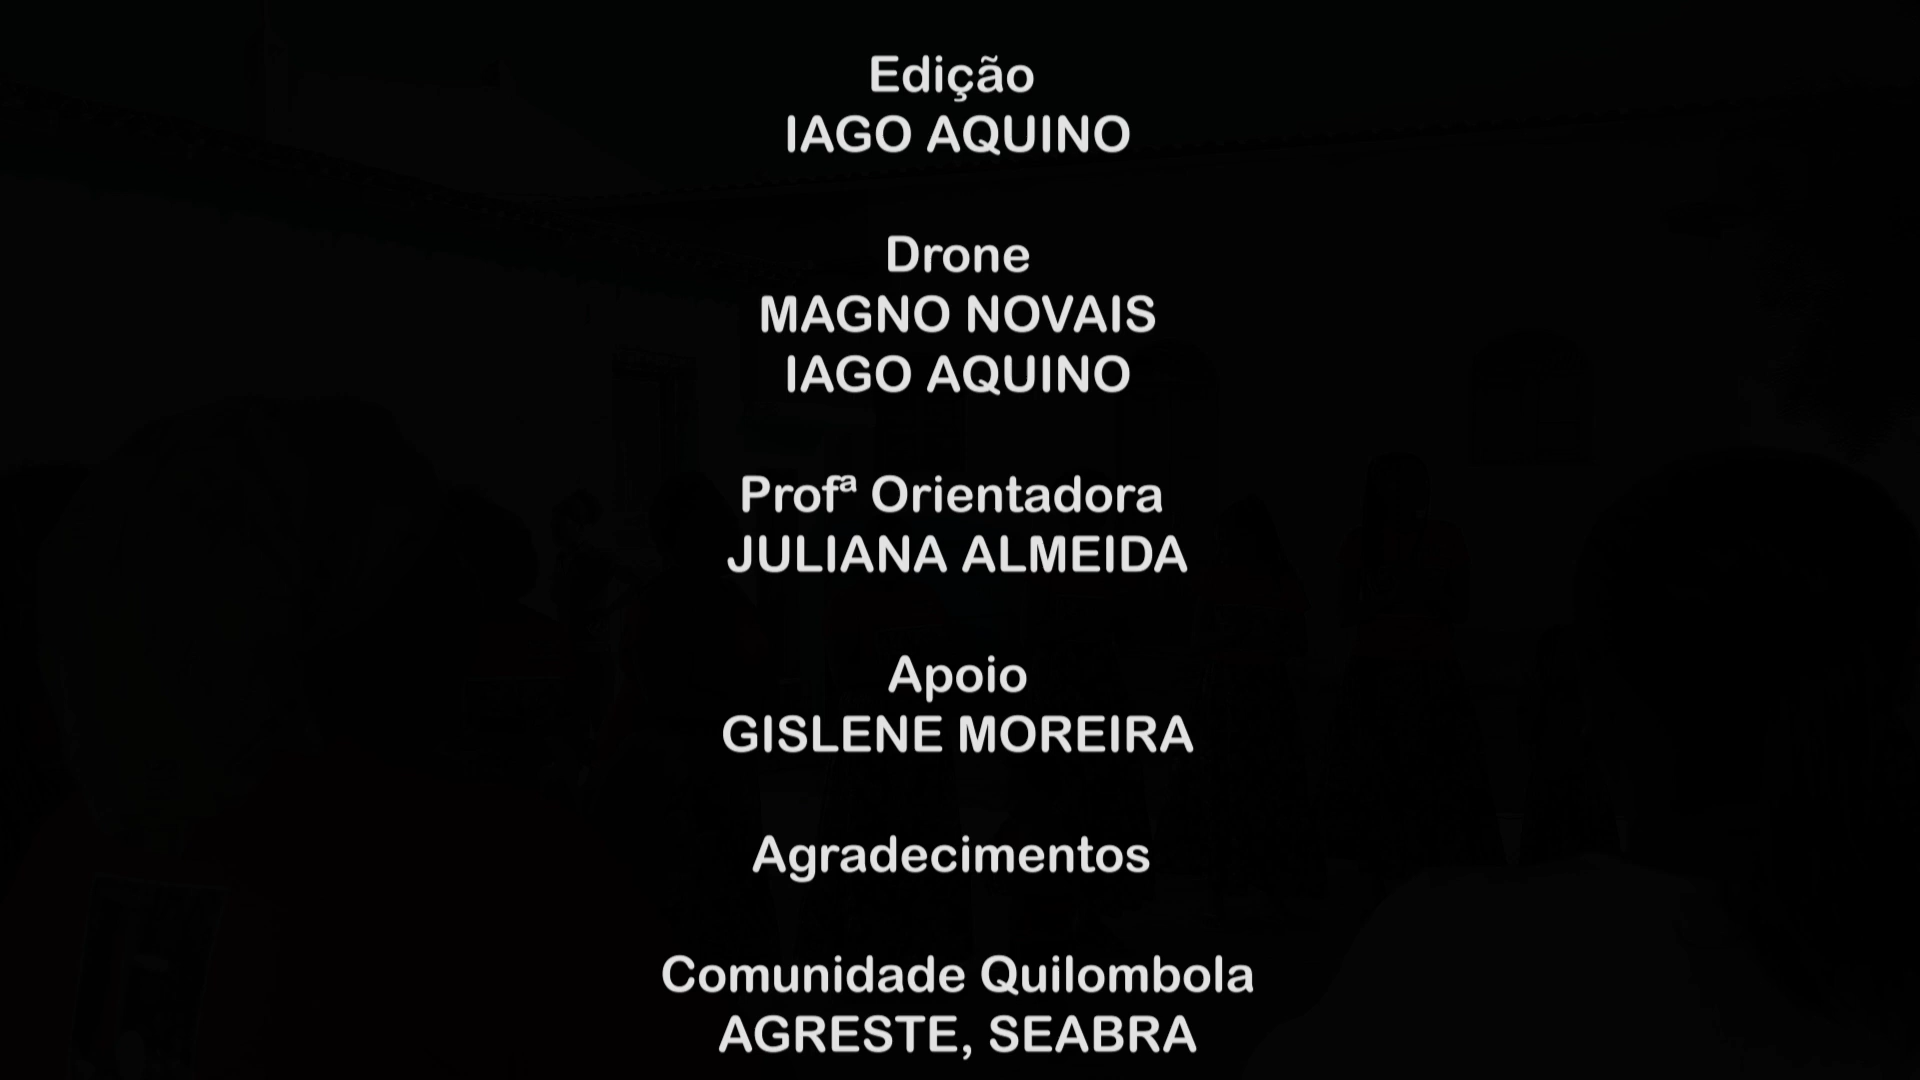 Edição
IAGO AQUINO
Drone
MAGNO NOVAIS
IAGO AQUINO
Profª Orientadora
JULIANA ALMEIDA
Apoio
GISLENE MOREIRA
Agradecimentos
Comunidade Quilombola
AGRESTE, SEABRA